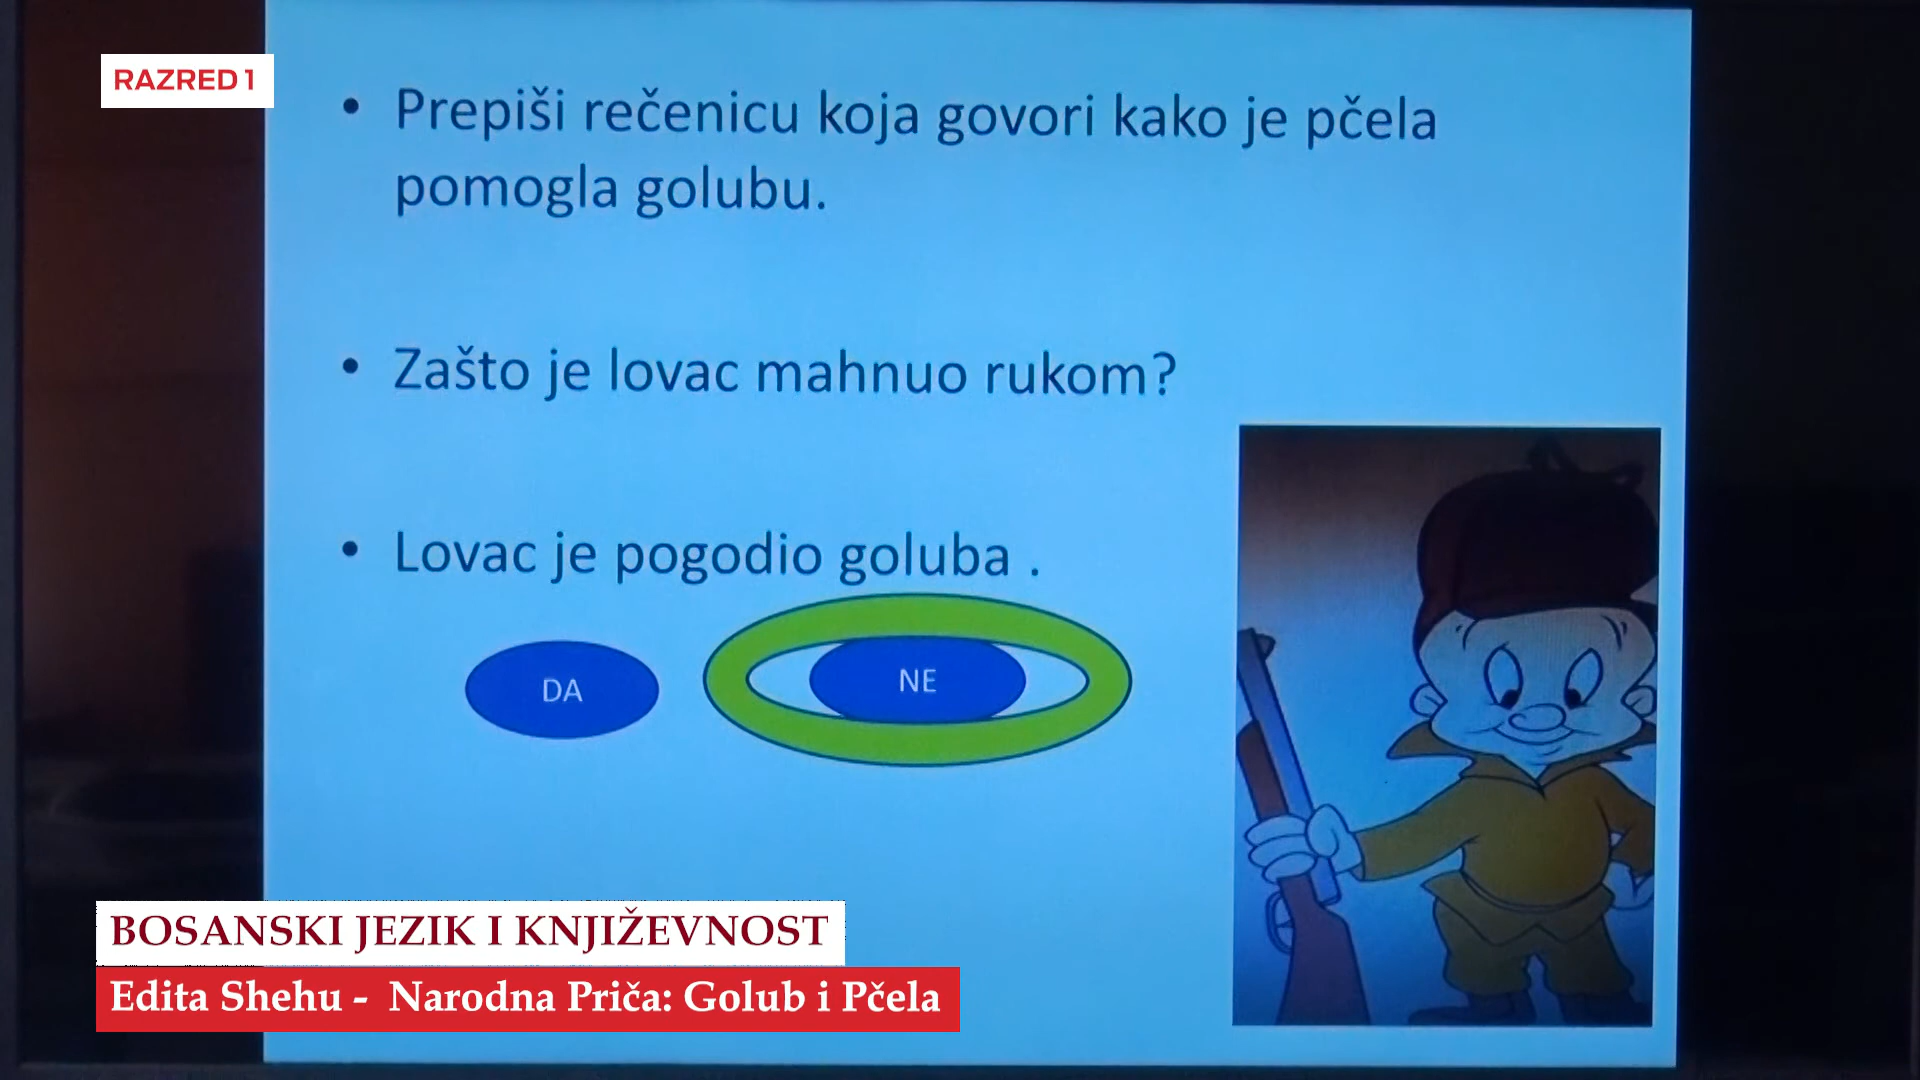 RAZRED 1
• Prepiši rečenicu koja govori kako je pčela
pomogla golubu.
• Zašto je lovac mahnuo rukom?
• Lovac je pogodio goluba .
DA
NE
BOSANSKI JEZIK I KNJIŽEVNOST
Edita Shehu - Narodna Priča: Golub i Pčela